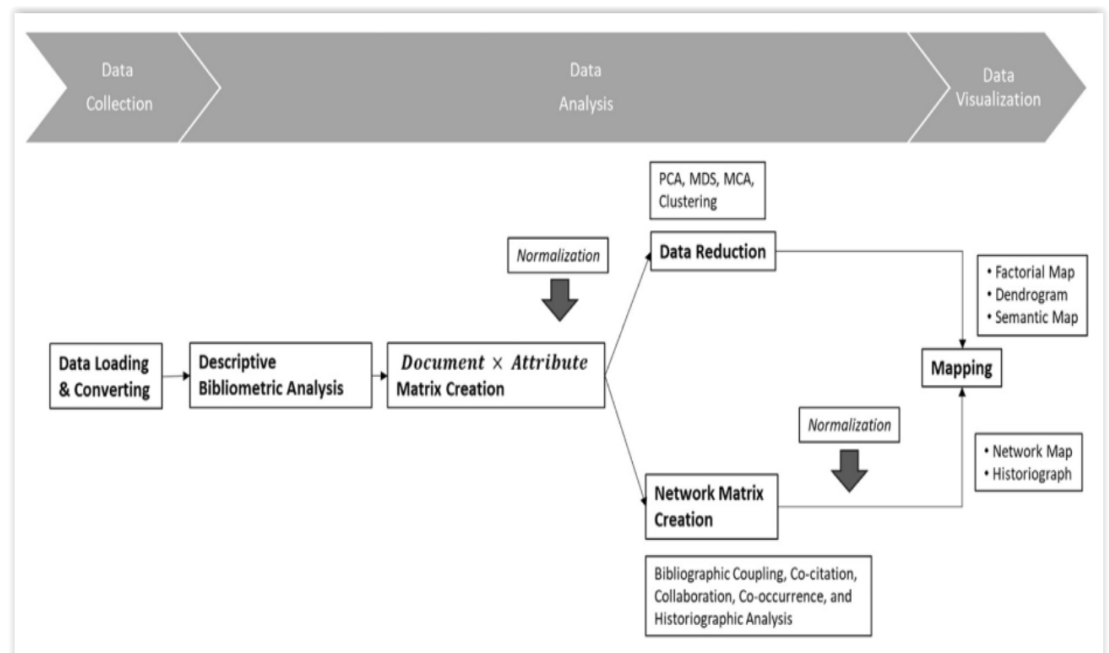 Data
Collection
Data
Analysis
Data
Visualization
PCA, MDS, MCA,
Clustering
Normalization
Data Reduction
• Factorial Map
• Dendrogram
• Semantic Map
Data Loading
& Converting
Descriptive
Bibliometric Analysis
Document × Attribute
Matrix Creation
Mapping
Normalization
• Network Map
• Historiograph
Network Matrix
Creation
Bibliographic Coupling, Co-citation,
Collaboration, Co-occurrence, and
Historiographic Analysis